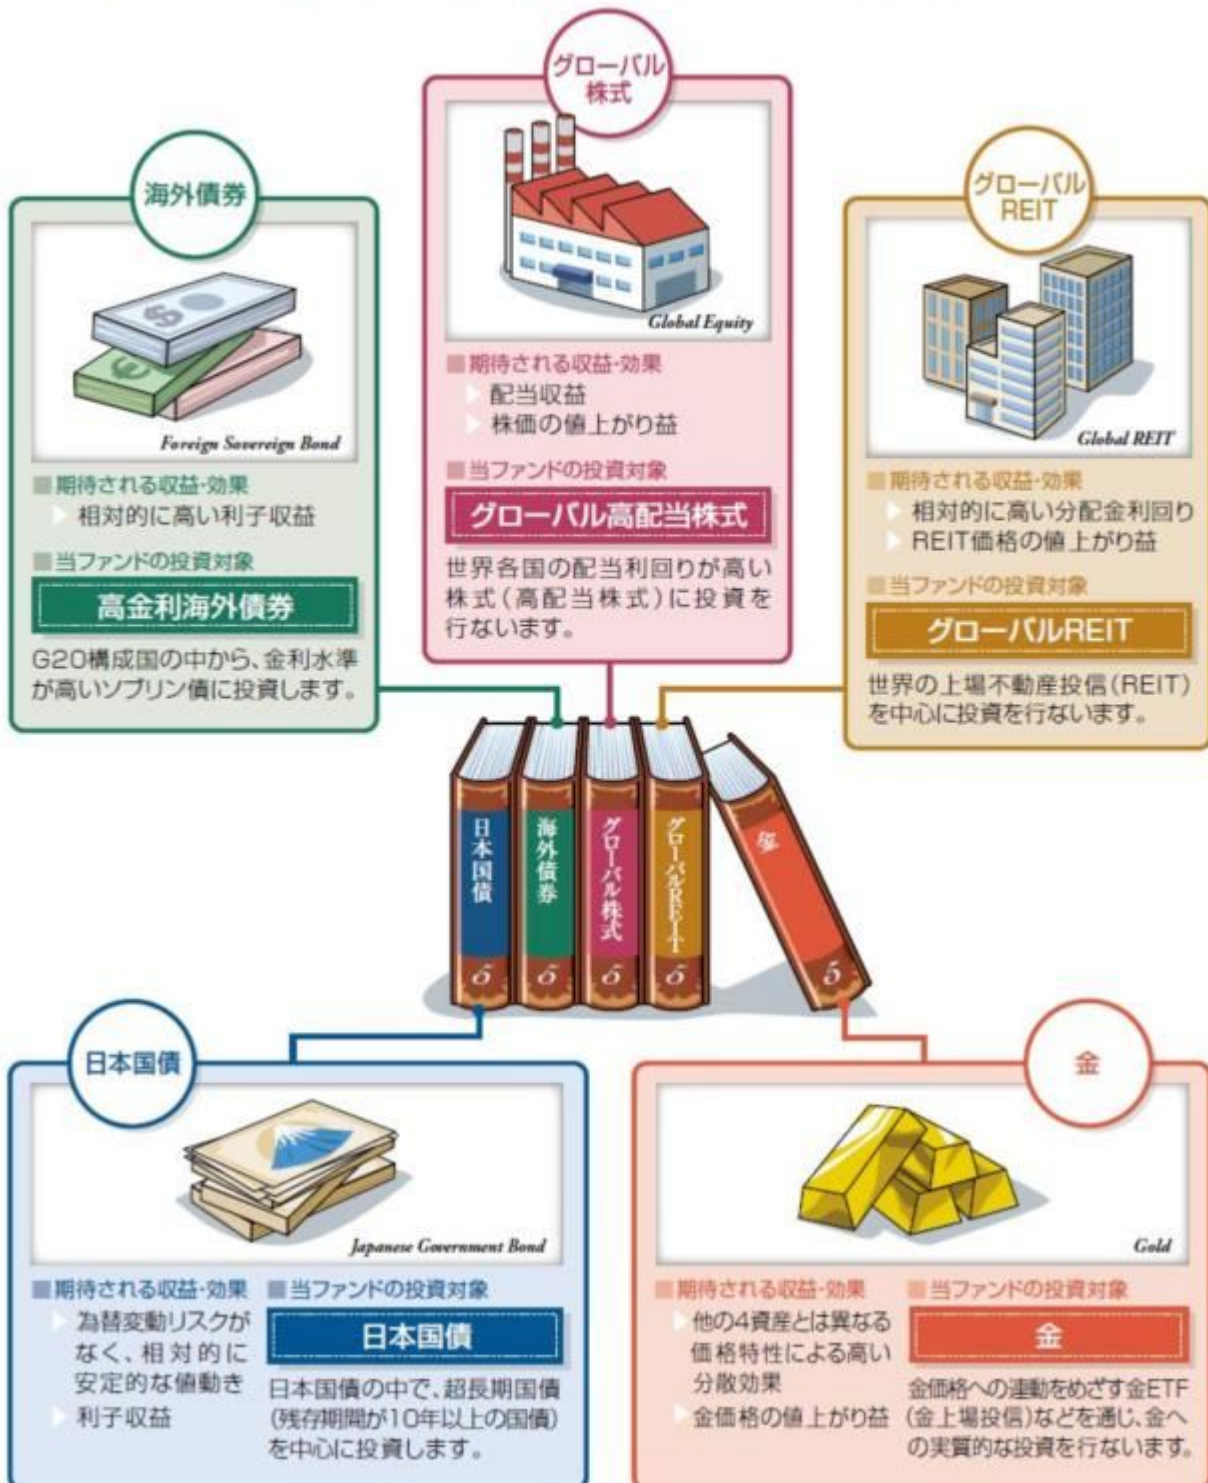 グローバル
株式
Global Equity
■期待される収益・効果
配当収益
株価の値上がり益
■当ファンドの投資対象
グローバル高配当株式
世界各国の配当利回りが高い
株式(高配当株式)に投資を
行ないます。
海外債券
Foreign Sovereign Bond
■期待される収益・効果
相対的に高い利子収益
■当ファンドの投資対象
高金利海外債券
G20構成国の中から、金利水準
が高いソブリン債に投資します。
グローバル
REIT
Global REIT
■期待される収益・効果
相対的に高い分配金利回り
REIT価格の値上がり益
■当ファンドの投資対象
グローバルREIT
世界の上場不動産投信(REIT)
を中心に投資を行ないます。
日本国債
5
海外債券
5
グローバル株式
5
グローバルREIT
5
金
5
日本国債
Japanese Government Bond
■期待される収益・効果
為替変動リスクが
なく、相対的に
安定的な値動き
利子収益
■当ファンドの投資対象
日本国債
日本国債の中で、超長期国債
(残存期間が10年以上の国債)
を中心に投資します。
金
Gold
■期待される収益・効果
他の4資産とは異なる
価格特性による高い
分散効果
金価格の値上がり益
■当ファンドの投資対象
金
金価格への連動をめざす金ETF
(金上場投信)などを通じ、金へ
の実質的な投資を行ないます。